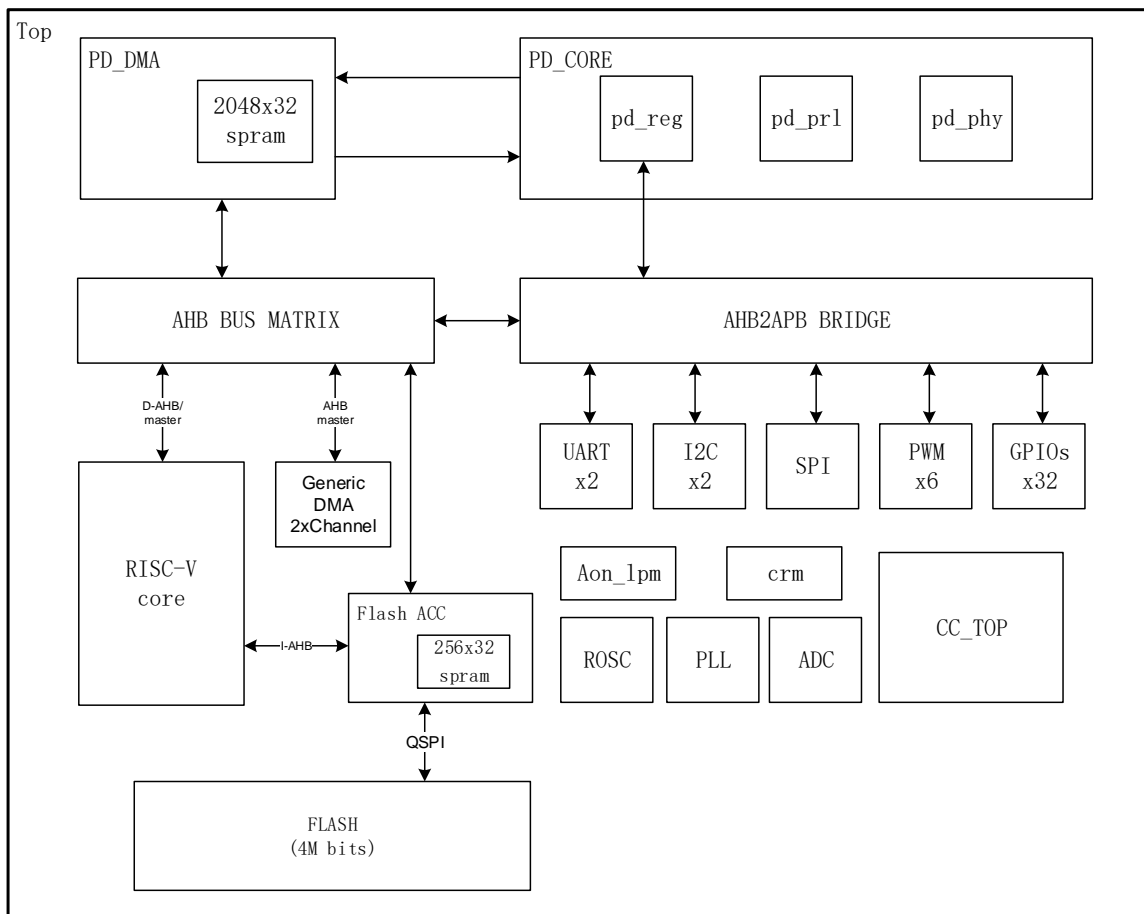 Top
PD_DMA
2048x32
spram
PD_CORE
pd_reg
pd_prl
pd_phy
AHB BUS MATRIX
AHB2APB BRIDGE
D-AHB/
master
AHB
master
UART
x2
I2C
x2
SPI
PWM
x6
GPIOs
x32
Generic
DMA
2xChannel
RISC-V
core
I-AHB
Flash ACC
256x32
spram
Aon_lpm
crm
CC_TOP
ROSC
PLL
ADC
QSPI
FLASH
(4M bits)